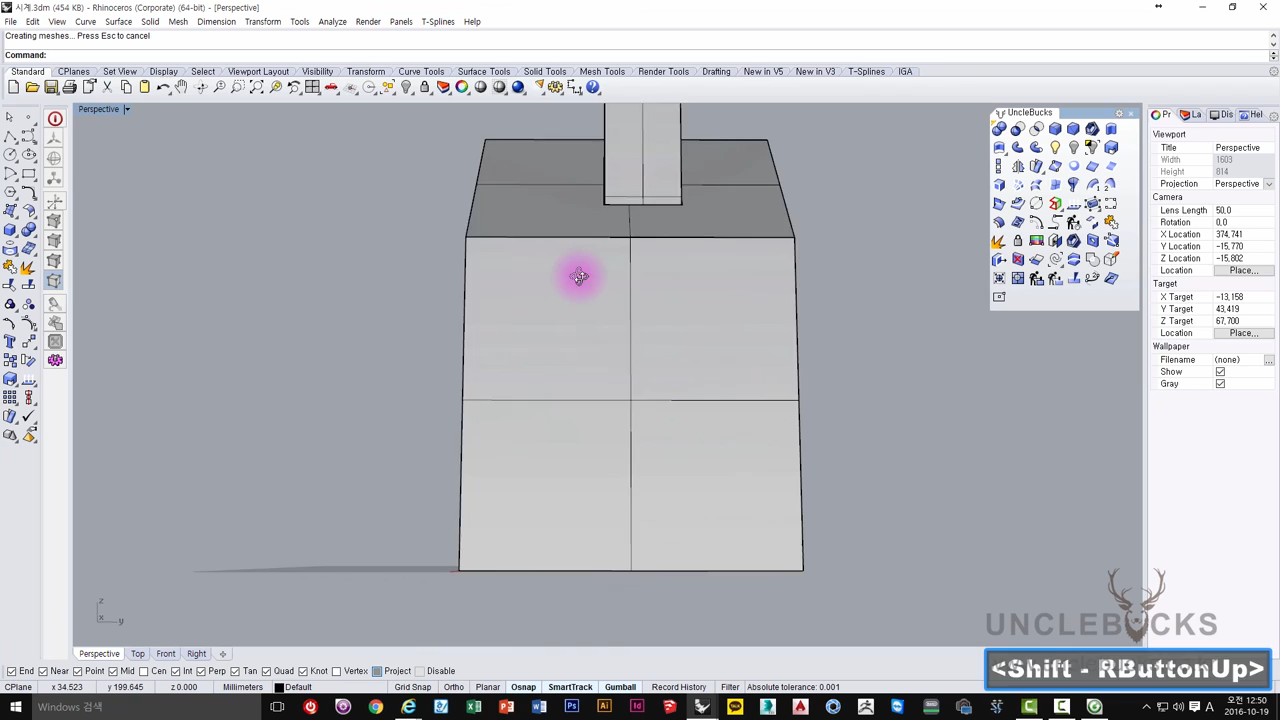 시계.3dm (454 KB) - Rhinoceros (Corporate) (64-bit) - [Perspective]
File Edit View Curve Surface Solid Mesh Dimension Transform Tools Analyze Render Panels T-Splines Help
Creating meshes... Press Esc to cancel
Command:
Standard CPlanes Set View Display Select Viewport Layout Visibility Transform Curve Tools Surface Tools Solid Tools Mesh Tools Render Tools Drafting New in V5 New in V3 T-Splines IGA
Perspective
UncleBucks
Pr La Dis Hel
Viewport
Title Perspective
Width 1603
Height 814
Projection Perspective
Camera
Lens Length 50,0
Rotation 0,0
X Location 374,741
Y Location -15,770
Z Location -15,802
Location Place...
Target
X Target -13,158
Y Target 43,419
Z Target 67,700
Location Place...
Wallpaper
Filename (none) ...
Show
Gray
z
x y
UNCLEBUCKS
<Shift - RButtonUp>
Perspective Top Front Right
End Near Point Mid Cen Int Perp Tan Quad Knot Vertex Project Disable
CPlane x 34.523 y 199.645 z 0.000 Millimeters Default Grid Snap Ortho Planar Osnap SmartTrack Gumball Record History Filter Absolute tolerance: 0.001
Windows 검색
A
오전 12:50
2016-10-19